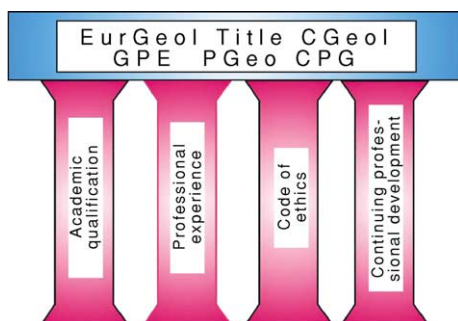 EurGeol Title CGeol
GPE PGeo CPG
Academic
qualification
Professional
experience
Code of
ethics
Continuing profes-
sional development